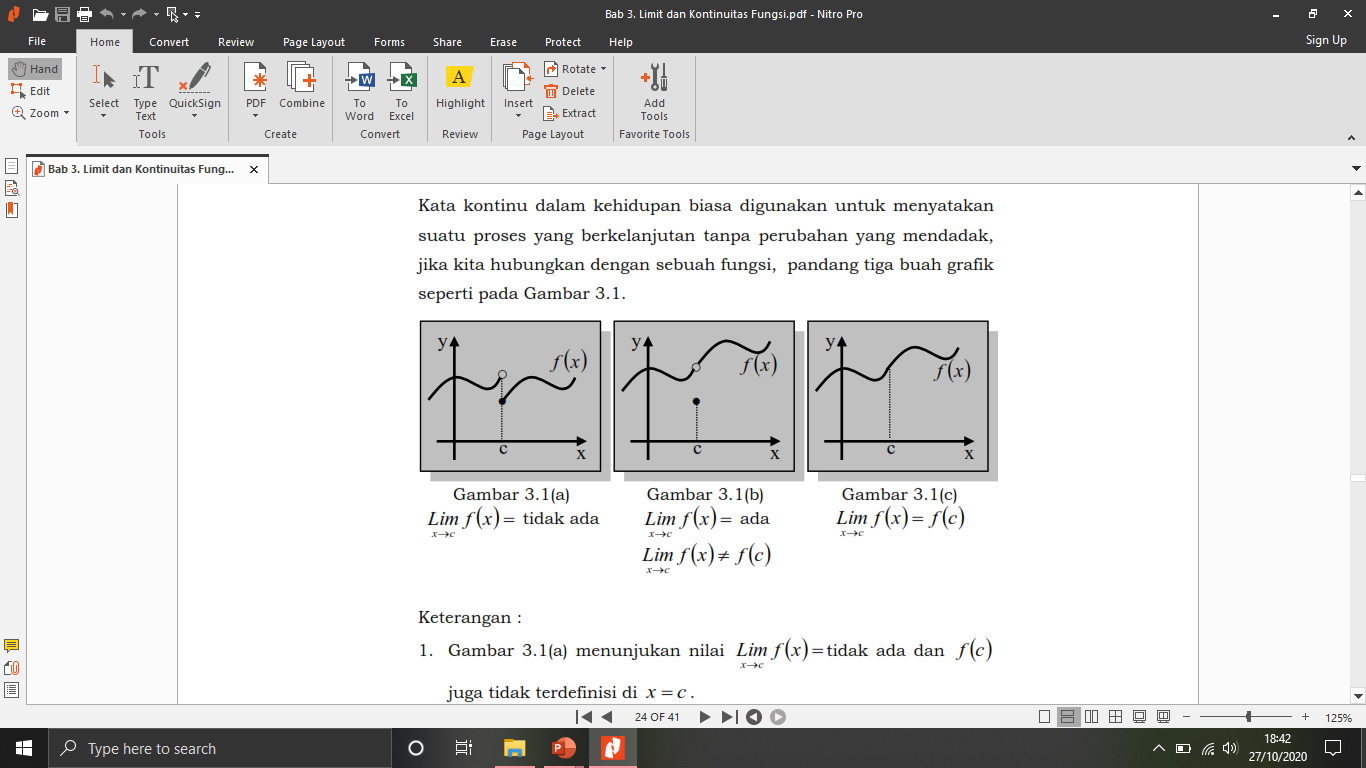 Bab 3. Limit dan Kontinuitas Fungsi.pdf - Nitro Pro
File Home Convert Review Page Layout Forms Share Erase Protect Help Sign Up
Hand
Edit
Zoom
Select
Type Text
QuickSign
Tools
PDF
Combine
Create
To Word
To Excel
Convert
A
Highlight
Review
Insert
Rotate
Delete
Extract
Page Layout
Add Tools
Favorite Tools
Bab 3. Limit dan Kontinuitas Fung...
Kata kontinu dalam kehidupan biasa digunakan untuk menyatakan
suatu proses yang berkelanjutan tanpa perubahan yang mendadak,
jika kita hubungkan dengan sebuah fungsi, pandang tiga buah grafik
seperti pada Gambar 3.1.
y f(x) c x
y f(x) c x
y f(x) c x
Gambar 3.1(a)
Lim x→c f(x) = tidak ada
Gambar 3.1(b)
Lim x→c f(x) = ada
Lim x→c f(x) ≠ f(c)
Gambar 3.1(c)
Lim x→c f(x) = f(c)
Keterangan :
1. Gambar 3.1(a) menunjukan nilai Lim x→c f(x) = tidak ada dan f(c)
juga tidak terdefinisi di x = c .
24 OF 41
125%
Type here to search
18:42
27/10/2020